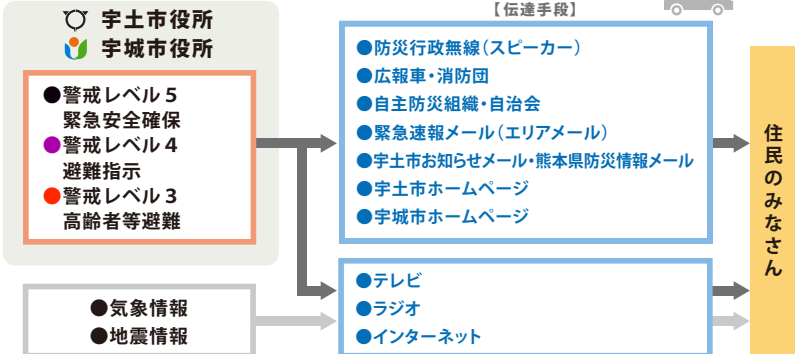 宇土市役所
宇城市役所
●警戒レベル5
緊急安全確保
●警戒レベル4
避難指示
●警戒レベル3
高齢者等避難
●気象情報
●地震情報
【伝達手段】
●防災行政無線(スピーカー)
●広報車・消防団
●自主防災組織・自治会
●緊急速報メール(エリアメール)
●宇土市お知らせメール・熊本県防災情報メール
●宇土市ホームページ
●宇城市ホームページ
●テレビ
●ラジオ
●インターネット
住民のみなさん